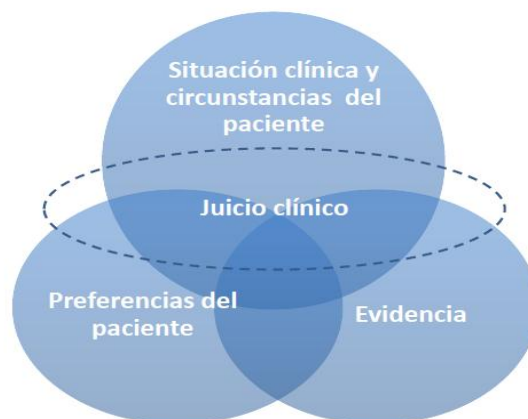 Situación clínica y
circunstancias del
paciente
Juicio clínico
Preferencias del
paciente
Evidencia